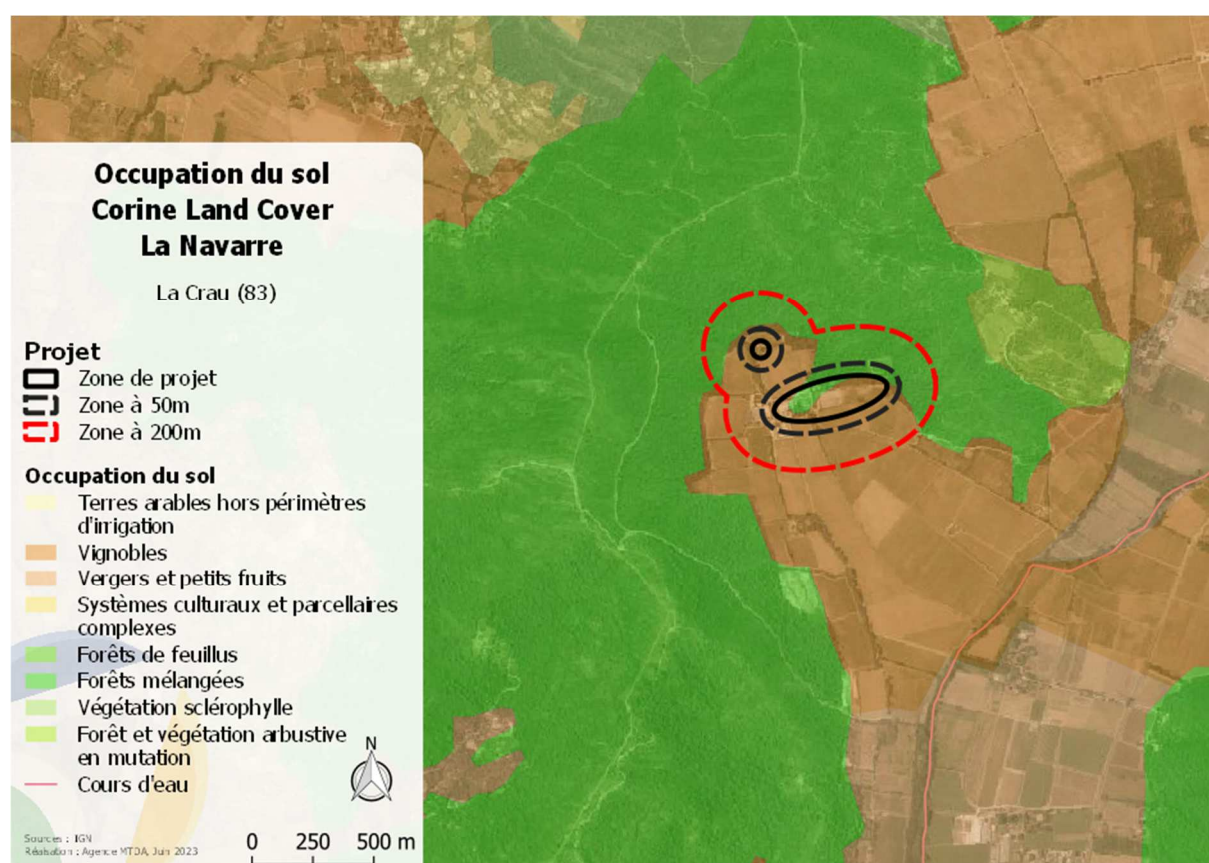 Occupation du sol
Corine Land Cover
La Navarre
La Crau (83)
Projet
Zone de projet
Zone à 50m
Zone à 200m
Occupation du sol
Terres arables hors périmètres
d'irrigation
Vignobles
Vergers et petits fruits
Systèmes culturaux et parcellaires
complexes
Forêts de feuillus
Forêts mélangées
Végétation sclérophylle
Forêt et végétation arbustive
en mutation
Cours d'eau
N
Sources : IGN
Réalisation : Agence MTDA, Juin 2023
0 250 500 m